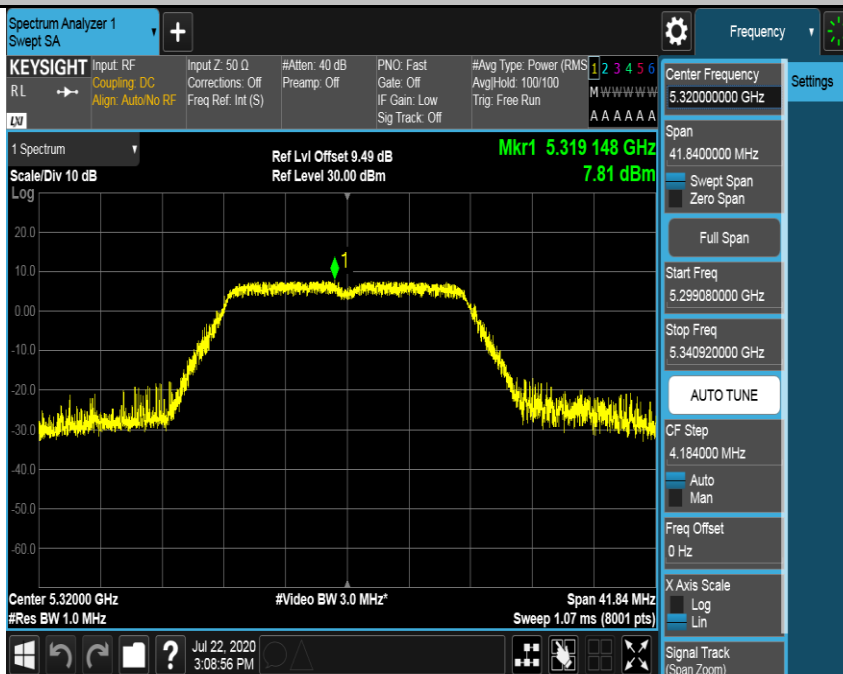 Spectrum Analyzer 1
Swept SA
+
Frequency
KEYSIGHT
RL
LXI
Input: RF
Coupling: DC
Align: Auto/No RF
Input Z: 50 Ω
Corrections: Off
Freq Ref: Int (S)
#Atten: 40 dB
Preamp: Off
PNO: Fast
Gate: Off
IF Gain: Low
Sig Track: Off
#Avg Type: Power (RMS
Avg|Hold: 100/100
Trig: Free Run
1 2 3 4 5 6
M W W W W W
A A A A A A
1 Spectrum
Scale/Div 10 dB
Log
Ref Lvl Offset 9.49 dB
Ref Level 30.00 dBm
Mkr1 5.319 148 GHz
7.81 dBm
20.0
10.0
0.00
-10.0
-20.0
-30.0
-40.0
-50.0
-60.0
1
Center 5.32000 GHz
#Res BW 1.0 MHz
#Video BW 3.0 MHz*
Span 41.84 MHz
Sweep 1.07 ms (8001 pts)
?
Jul 22, 2020
3:08:56 PM
Center Frequency
5.320000000 GHz
Settings
Span
41.8400000 MHz
Swept Span
Zero Span
Full Span
Start Freq
5.299080000 GHz
Stop Freq
5.340920000 GHz
AUTO TUNE
CF Step
4.184000 MHz
Auto
Man
Freq Offset
0 Hz
X Axis Scale
Log
Lin
Signal Track
(Span Zoom)